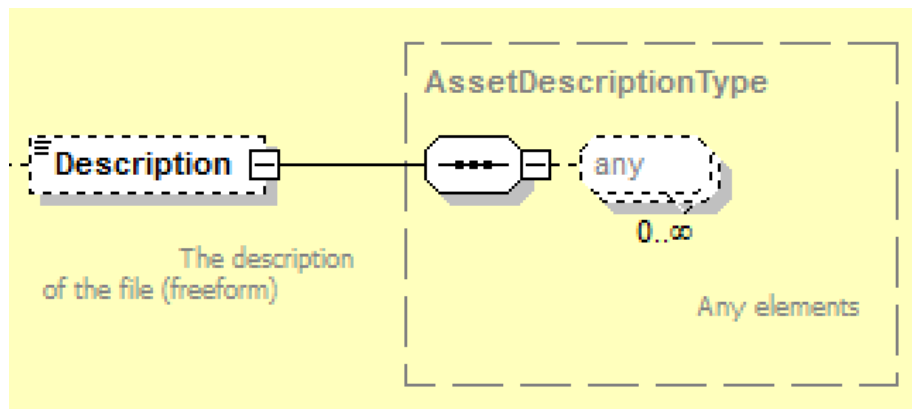 AssetDescriptionType
Description
any
0..∞
The description
of the file (freeform)
Any elements